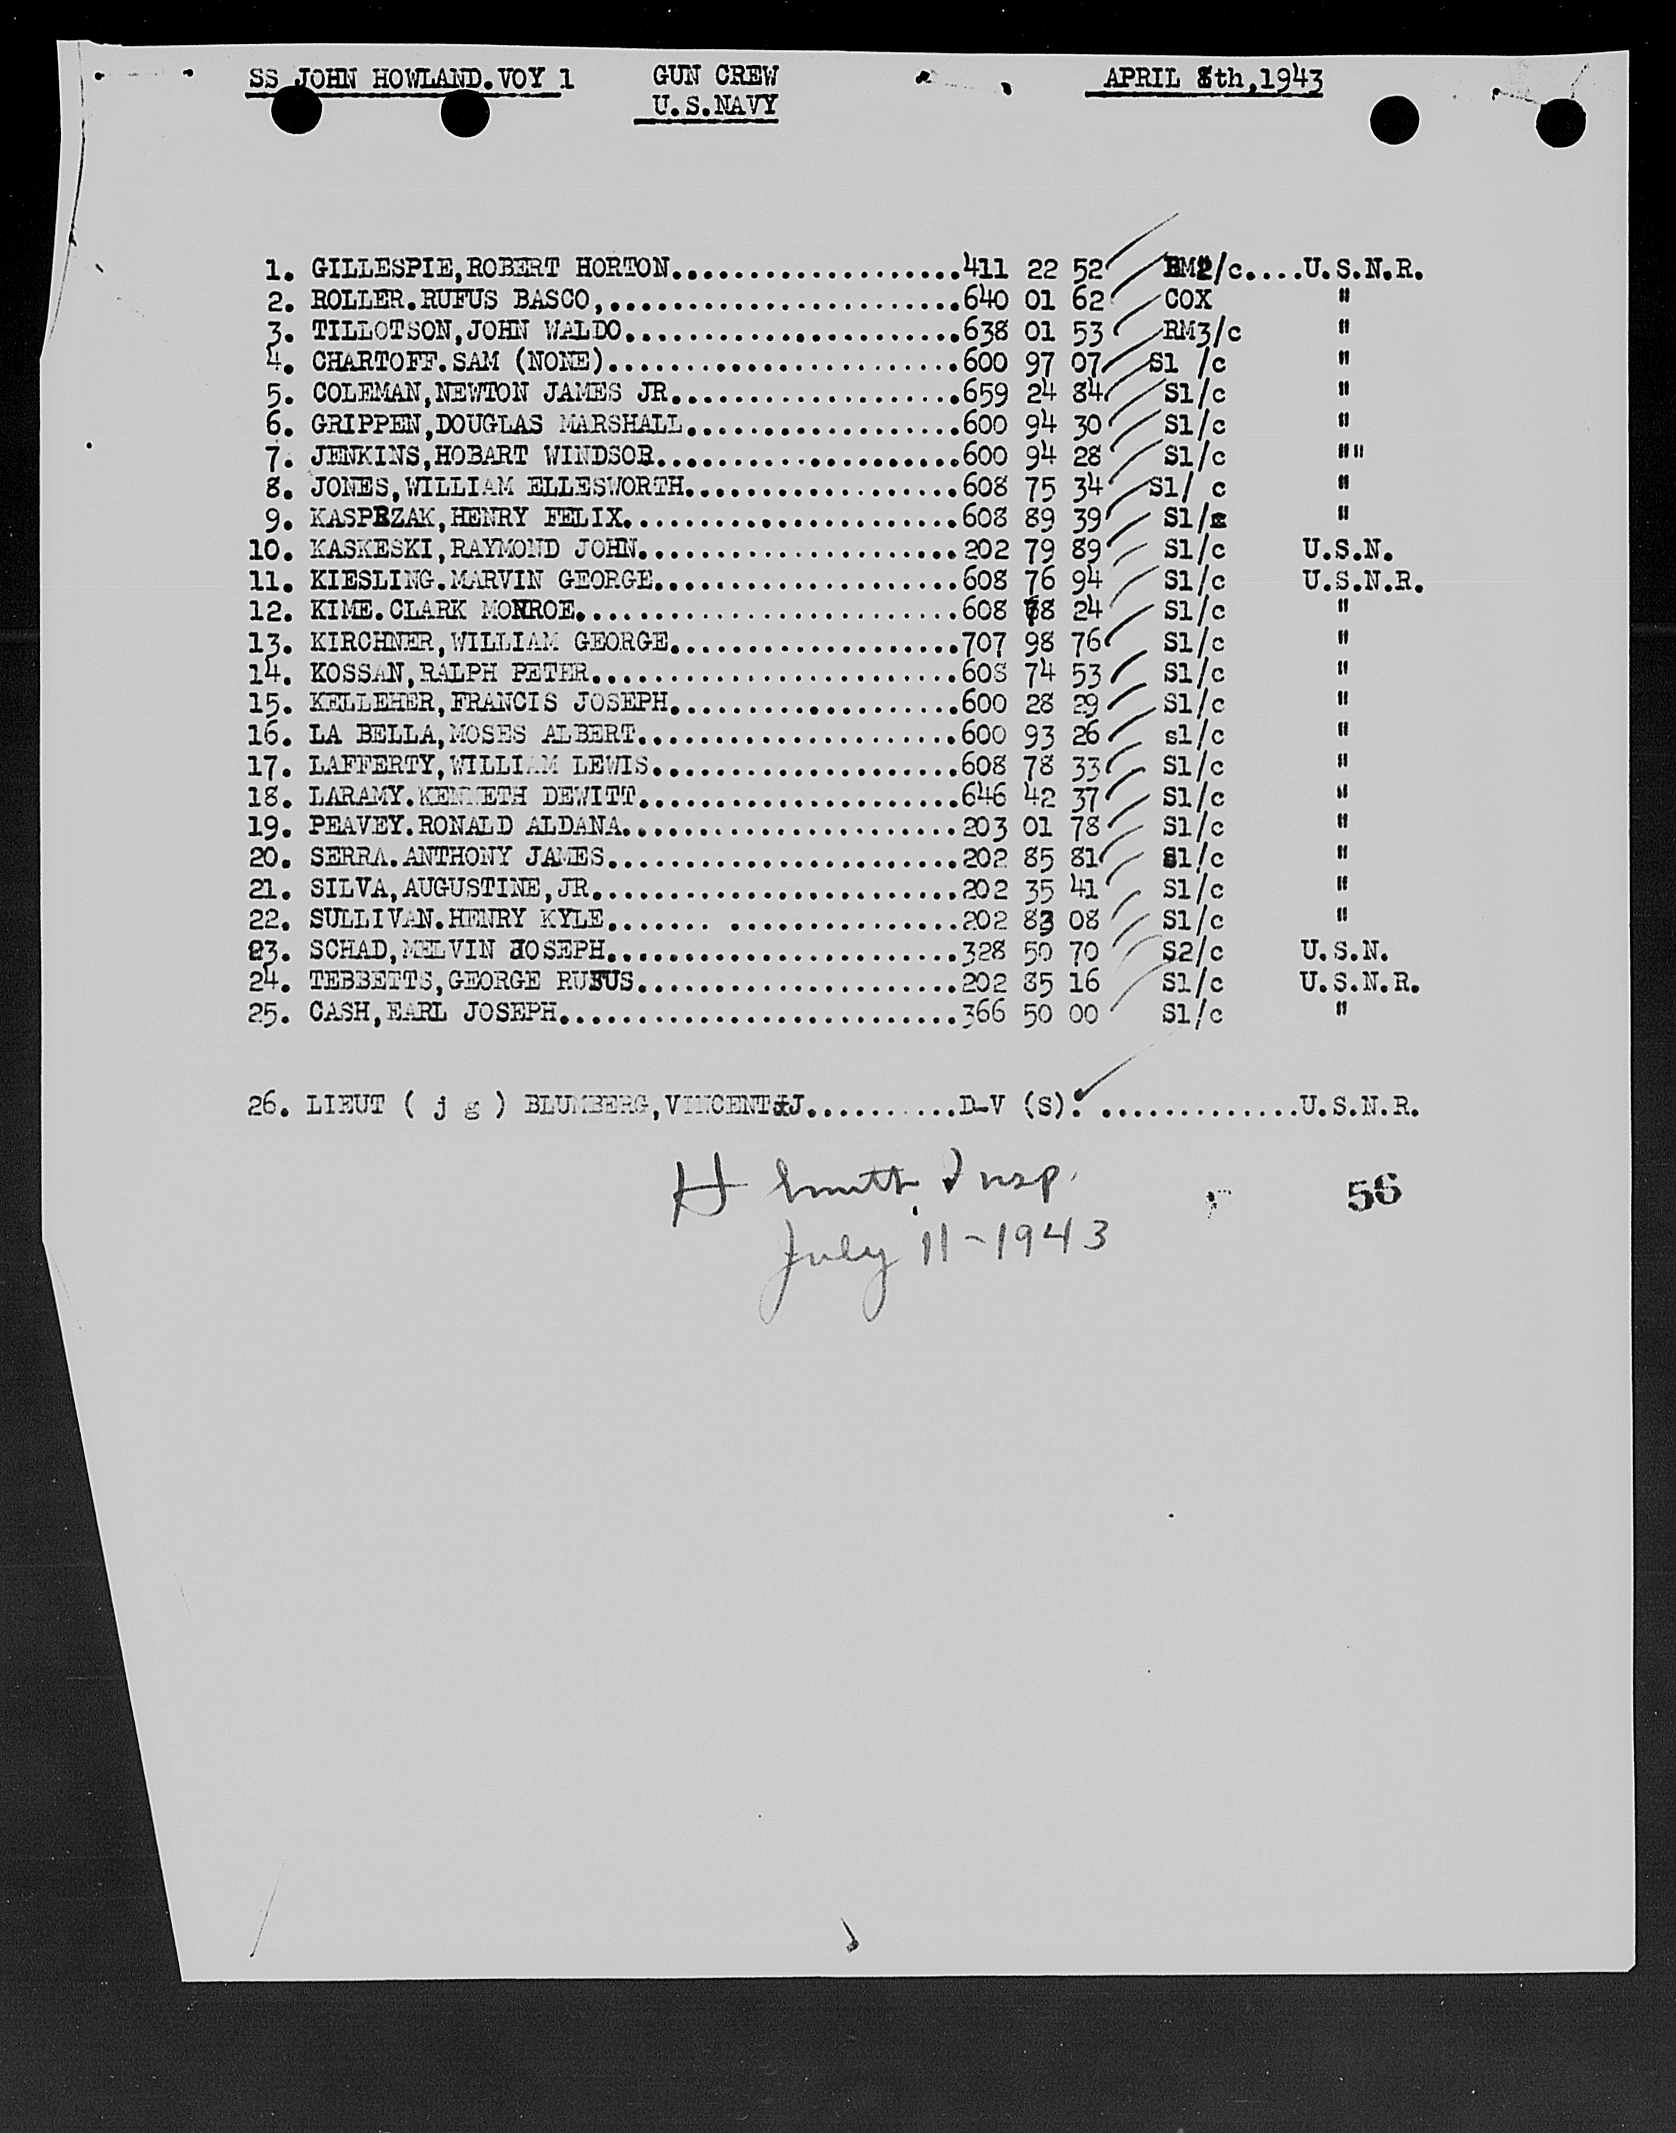 SS JOHN HOWLAND.VOY 1 GUN CREW APRIL 8th,1943
U.S.NAVY
1. GILLESPIE,ROBERT HORTON...................411 22 52 BM2/c....U.S.N.R.
2. ROLLER.RUFUS BASCO,.......................640 01 62 COX "
3. TILLOTSON,JOHN WALDO......................638 01 53 RM3/c "
4. CHARTOFF.SAM (NONE).......................600 97 07 S1 /c "
5. COLEMAN,NEWTON JAMES JR...................659 24 84 S1/c "
6. GRIPPEN,DOUGLAS MARSHALL..................600 94 30 S1/c "
7. JENKINS,HOBART WINDSOR....................600 94 28 S1/c ""
8. JONES,WILLIAM ELLESWORTH..................608 75 34 S1/ c "
9. KASPRZAK,HENRY FELIX......................608 89 39 S1/c "
10. KASKESKI,RAYMOND JOHN.....................202 79 89 S1/c U.S.N.
11. KIESLING.MARVIN GEORGE....................608 76 94 S1/c U.S.N.R.
12. KIME.CLARK MONROE.........................608 78 24 S1/c "
13. KIRCHNER,WILLIAM GEORGE...................707 98 76 S1/c "
14. KOSSAN,RALPH PETER........................608 74 53 S1/c "
15. KELLEHER,FRANCIS JOSEPH...................600 28 29 S1/c "
16. LA BELLA,MOSES ALBERT.....................600 93 26 s1/c "
17. LAFFERTY,WILLIAM LEWIS....................608 78 33 S1/c "
18. LARAMY.KENNETH DEWITT.....................646 42 37 S1/c "
19. PEAVEY.RONALD ALDANA......................203 01 78 S1/c "
20. SERRA.ANTHONY JAMES.......................202 85 81 S1/c "
21. SILVA,AUGUSTINE,JR........................202 35 41 S1/c "
22. SULLIVAN.HENRY KYLE....... ...............202 83 08 S1/c "
23. SCHAD,MELVIN JOSEPH.......................328 50 70 S2/c U.S.N.
24. TEBBETTS,GEORGE RUFUS.....................202 85 16 S1/c U.S.N.R.
25. CASH,EARL JOSEPH..........................366 50 00 S1/c "
26. LIEUT ( j g ) BLUMBERG,VINCENT J..........D-V (S). .............U.S.N.R.
H Smith, Insp.
July 11-1943
56